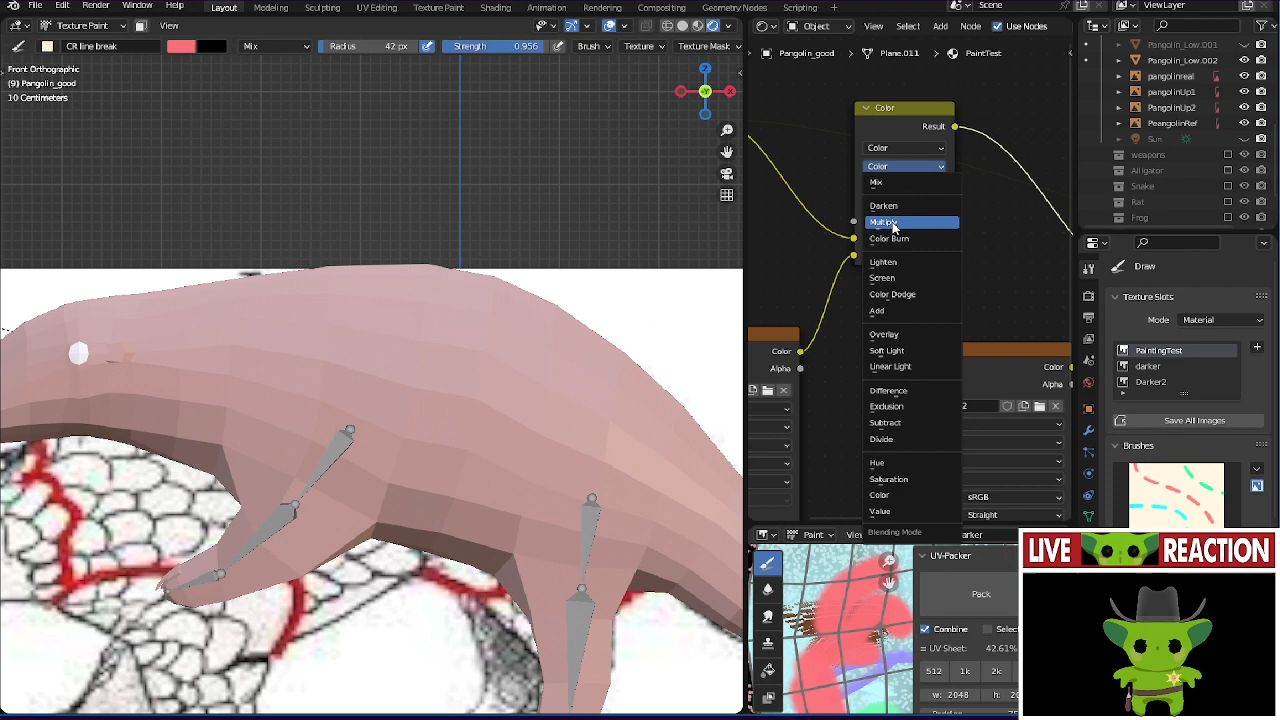 File Edit Render Window Help Layout Modeling Sculpting UV Editing Texture Paint Shading Animation Rendering Compositing Geometry Nodes Scripting Scene ViewLayer
Texture Paint View
Object View Select Add Node Use Nodes
CR line break Mix Radius 42 px Strength 0.956 Brush Texture Texture Mask
Front Orthographic
(9) Pangolin_good
10 Centimeters
Z
-Y
X
Pangolin_good Plane.011 PaintTest
Color
Result
Color
Color
Mix
Darken
Multiply
Color Burn
Lighten
Screen
Color Dodge
Add
Overlay
Soft Light
Linear Light
Difference
Exclusion
Subtract
Divide
Hue
Saturation
Color
Value
Blending Mode
Color
Alpha
Color
Alpha
2
sRGB
Straight
Pangolin_Low.001
Pangolin_Low.002
pangolinreal
pangolinUp1
PangolinUp2
PeangolinRef
Sun
weapons
Alligator
Snake
Rat
Frog
Draw
Texture Slots
Mode Material
PaintingTest
darker
Darker2
Save All Images
Brushes
Paint
UV-Packer
Pack
Combine Select
= UV Sheet: 42.61%
512 1k 2k
w: 2048 h: 20
LIVE REACTION